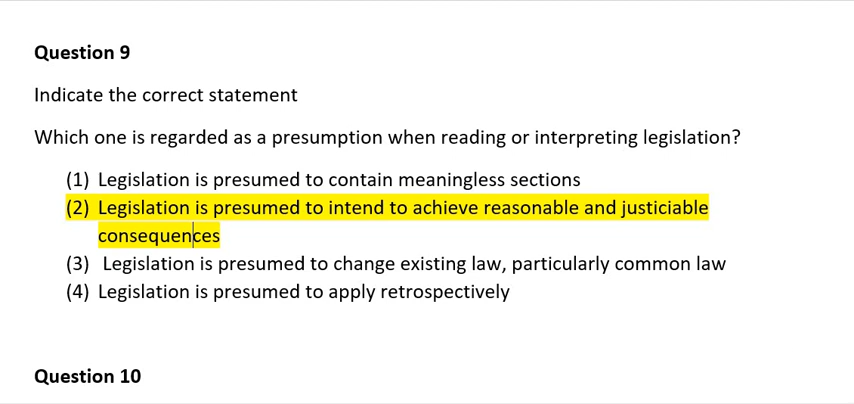 Question 9
Indicate the correct statement
Which one is regarded as a presumption when reading or interpreting legislation?
(1) Legislation is presumed to contain meaningless sections
(2) Legislation is presumed to intend to achieve reasonable and justiciable
consequences
(3) Legislation is presumed to change existing law, particularly common law
(4) Legislation is presumed to apply retrospectively
Question 10